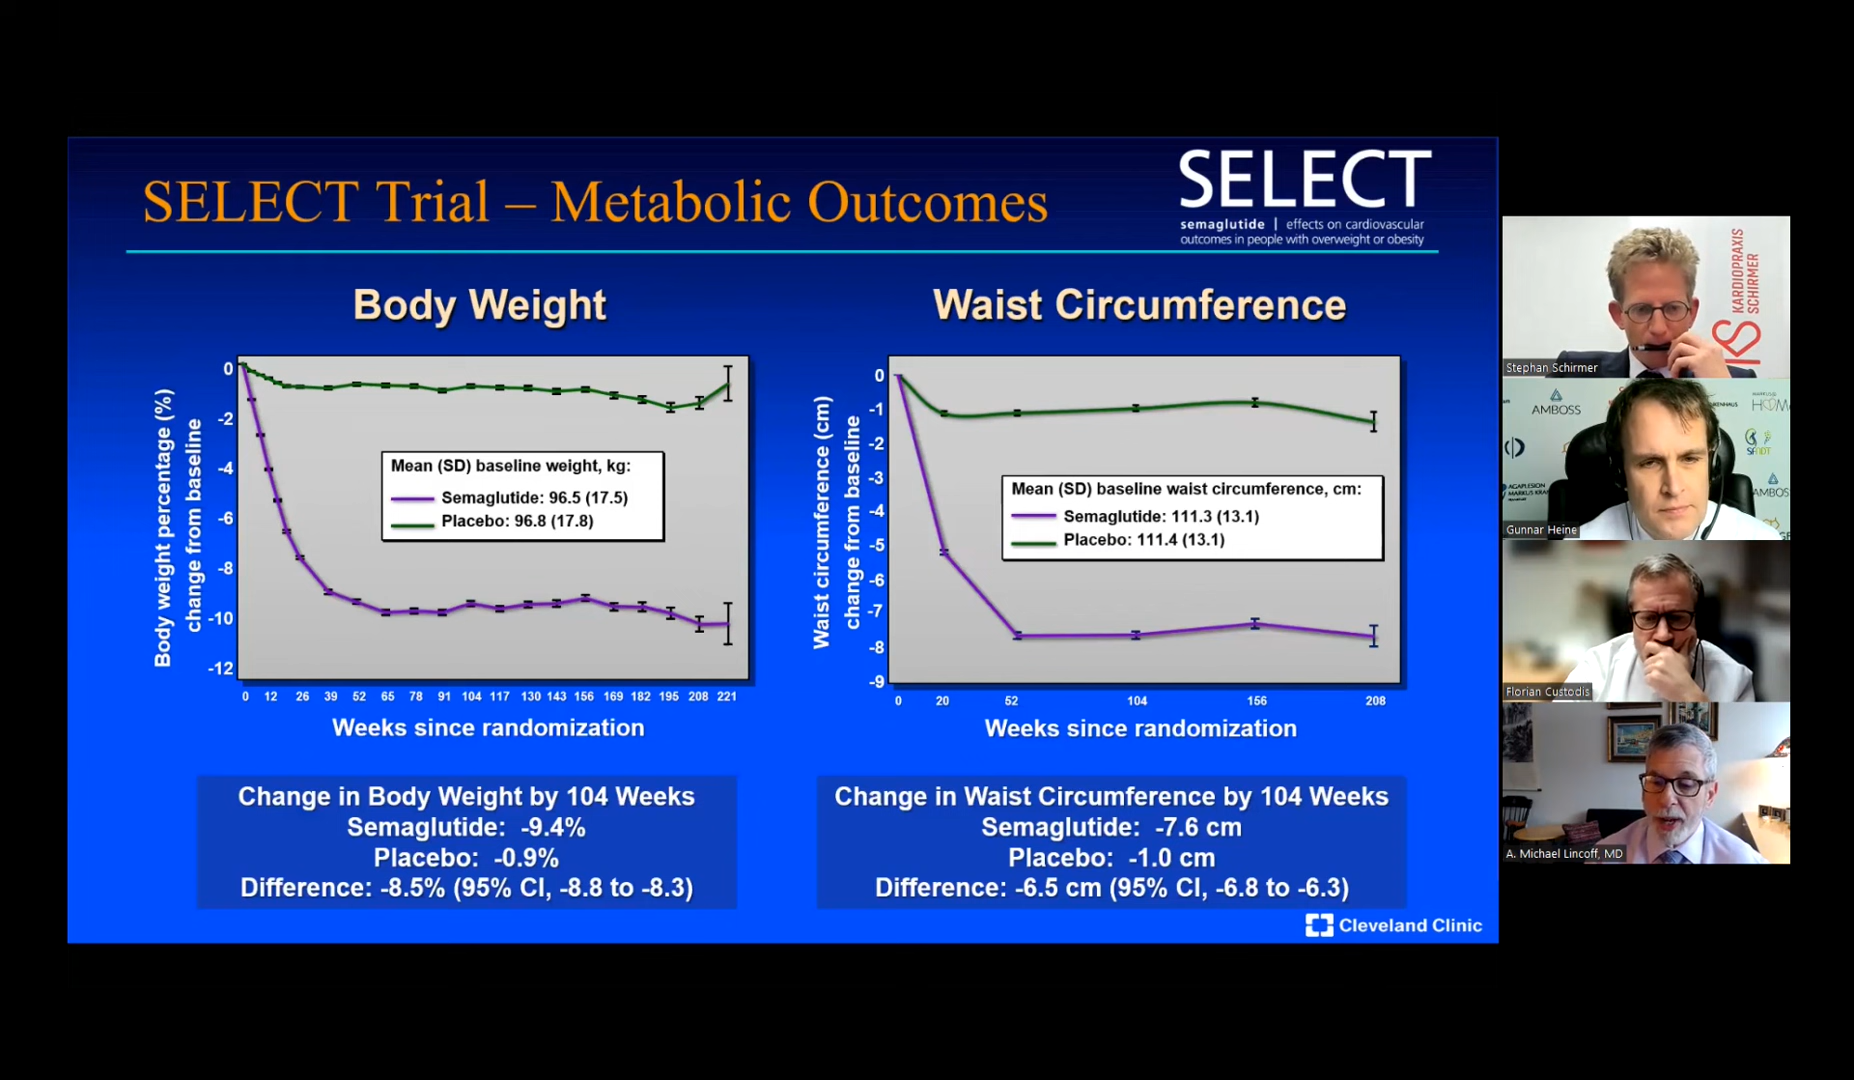 SELECT Trial – Metabolic Outcomes
SELECT
semaglutide | effects on cardiovascular
outcomes in people with overweight or obesity
Body Weight
Body weight percentage (%)
change from baseline
0
-2
-4
-6
-8
-10
-12
Mean (SD) baseline weight, kg:
Semaglutide: 96.5 (17.5)
Placebo: 96.8 (17.8)
0 12 26 39 52 65 78 91 104 117 130 143 156 169 182 195 208 221
Weeks since randomization
Waist Circumference
Waist circumference (cm)
change from baseline
0
-1
-2
-3
-4
-5
-6
-7
-8
-9
Mean (SD) baseline waist circumference, cm:
Semaglutide: 111.3 (13.1)
Placebo: 111.4 (13.1)
0 20 52 104 156 208
Weeks since randomization
Change in Body Weight by 104 Weeks
Semaglutide: -9.4%
Placebo: -0.9%
Difference: -8.5% (95% CI, -8.8 to -8.3)
Change in Waist Circumference by 104 Weeks
Semaglutide: -7.6 cm
Placebo: -1.0 cm
Difference: -6.5 cm (95% CI, -6.8 to -6.3)
Cleveland Clinic
KARDIOPRAXIS
SCHIRMER
KS
Stephan Schirmer
AMBOSS
AGAPLESION
MARKUS KRA
AMBOS
Gunnar Heine
Florian Custodis
A. Michael Lincoff, MD